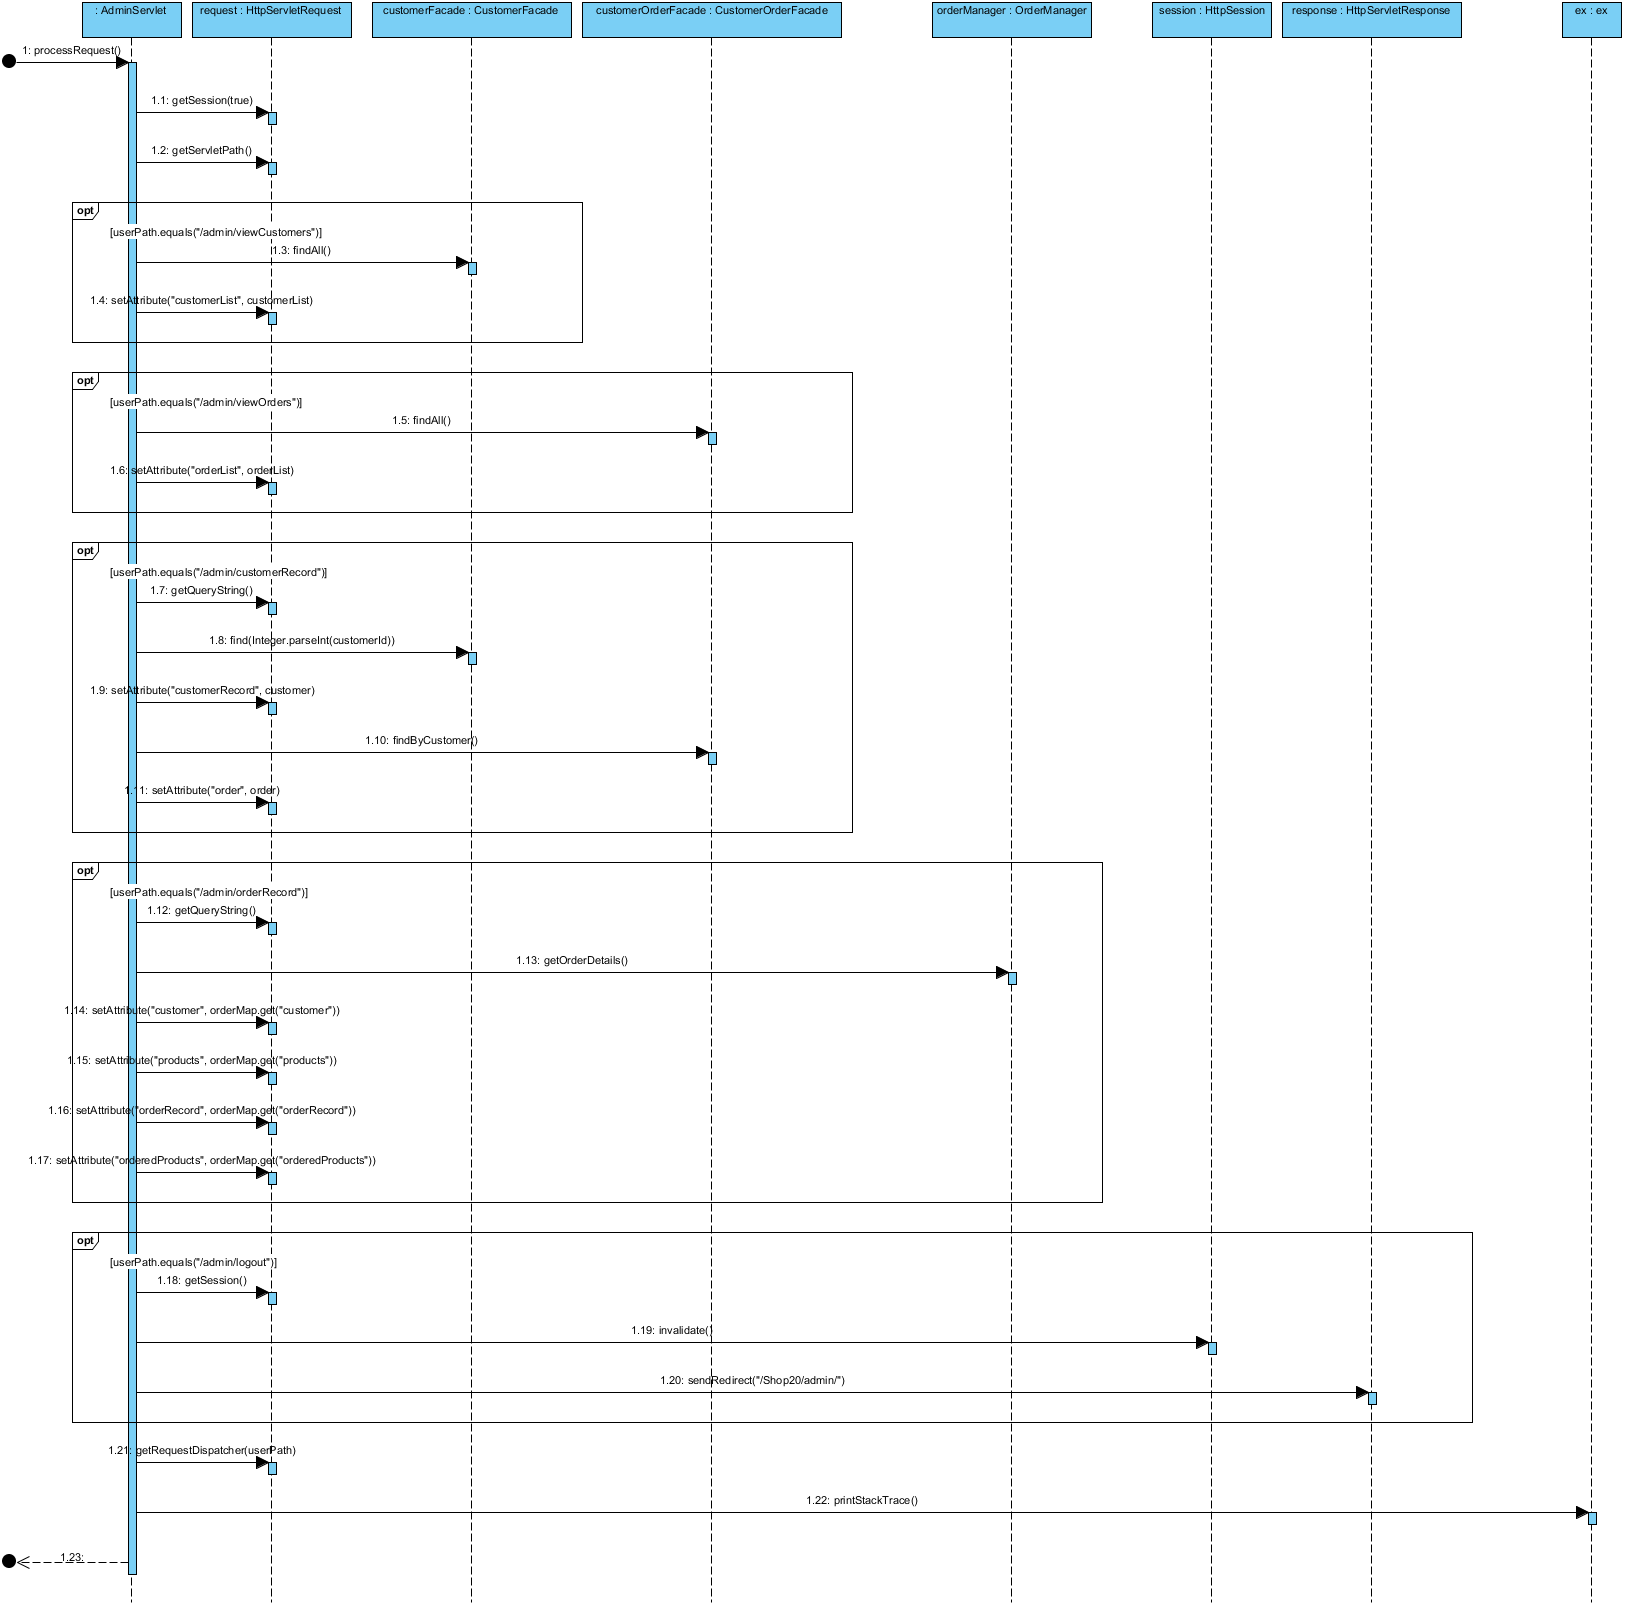 : AdminServlet
request : HttpServletRequest
customerFacade : CustomerFacade
customerOrderFacade : CustomerOrderFacade
orderManager : OrderManager
session : HttpSession
response : HttpServletResponse
ex : ex
1: processRequest()
1.1: getSession(true)
1.2: getServletPath()
opt
[userPath.equals("/admin/viewCustomers")]
1.3: findAll()
1.4: setAttribute("customerList", customerList)
opt
[userPath.equals("/admin/viewOrders")]
1.5: findAll()
1.6: setAttribute("orderList", orderList)
opt
[userPath.equals("/admin/customerRecord")]
1.7: getQueryString()
1.8: find(Integer.parseInt(customerId))
1.9: setAttribute("customerRecord", customer)
1.10: findByCustomer()
1.11: setAttribute("order", order)
opt
[userPath.equals("/admin/orderRecord")]
1.12: getQueryString()
1.13: getOrderDetails()
1.14: setAttribute("customer", orderMap.get("customer"))
1.15: setAttribute("products", orderMap.get("products"))
1.16: setAttribute("orderRecord", orderMap.get("orderRecord"))
1.17: setAttribute("orderedProducts", orderMap.get("orderedProducts"))
opt
[userPath.equals("/admin/logout")]
1.18: getSession()
1.19: invalidate()
1.20: sendRedirect("/Shop20/admin/")
1.21: getRequestDispatcher(userPath)
1.22: printStackTrace()
1.23: